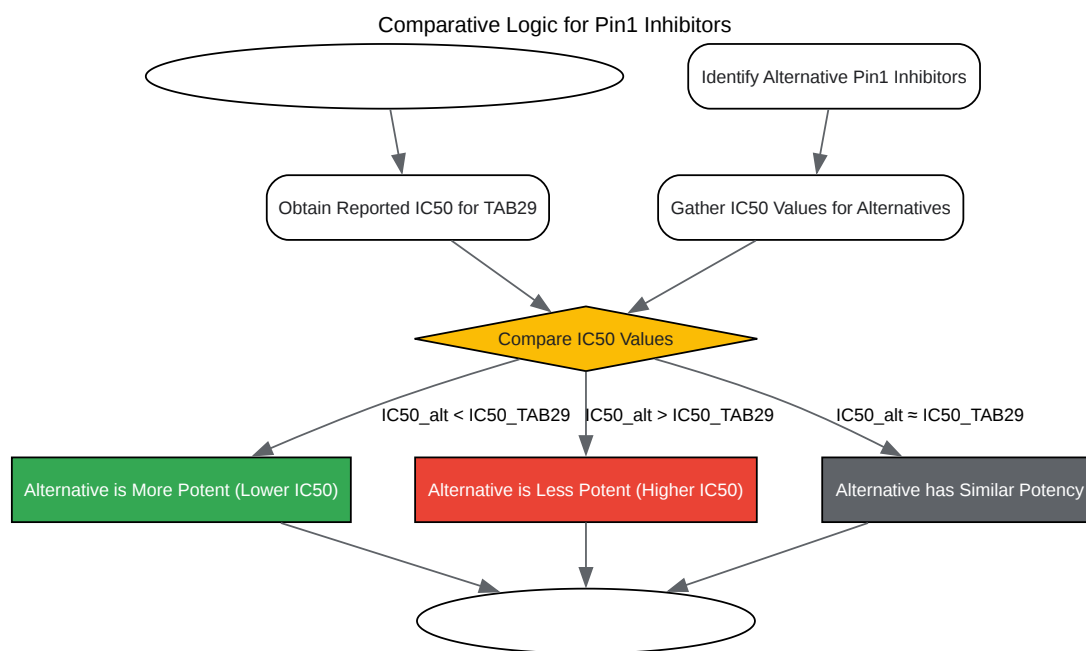 Comparative Logic for Pin1 Inhibitors
Identify Alternative Pin1 Inhibitors
Obtain Reported IC50 for TAB29
Gather IC50 Values for Alternatives
Compare IC50 Values
IC50_alt < IC50_TAB29
IC50_alt > IC50_TAB29
IC50_alt ≈ IC50_TAB29
Alternative is More Potent (Lower IC50)
Alternative is Less Potent (Higher IC50)
Alternative has Similar Potency